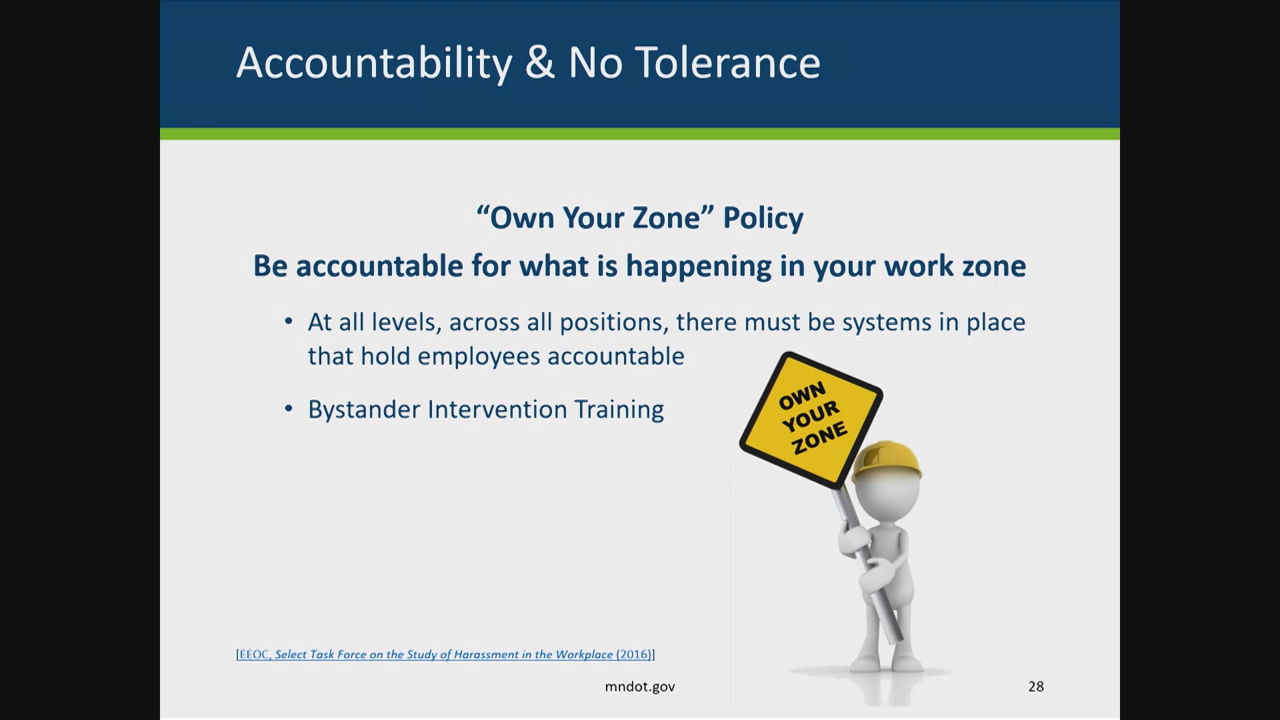 Accountability & No Tolerance
“Own Your Zone” Policy
Be accountable for what is happening in your work zone
• At all levels, across all positions, there must be systems in place
that hold employees accountable
• Bystander Intervention Training
OWN
YOUR
ZONE
[EEOC, Select Task Force on the Study of Harassment in the Workplace (2016)]
mndot.gov
28